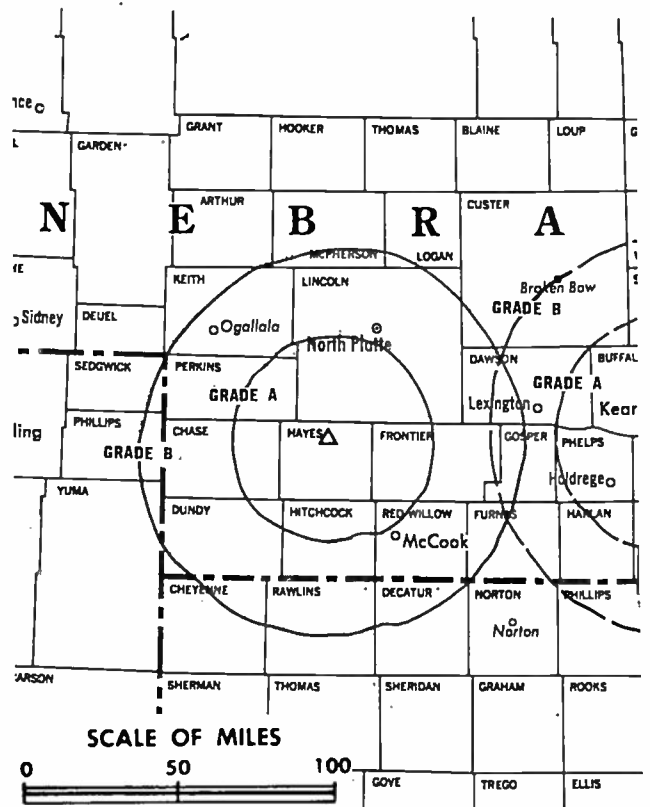 GRANT HOOKER THOMAS BLAINE LOUP G
nce
L GARDEN
ARTHUR CUSTER
N E B R A
McPHERSON LOGAN
KEITH LINCOLN
Broken Bow
GRADE B
Sidney DEUEL Ogallala
North Platte
SEDGWICK PERKINS DAWSON BUFFAL
GRADE A GRADE A
Lexington Kear
PHILLIPS CHASE HAYES FRONTIER GOSPER PHELPS
ling
GRADE B
Holdrege
YUMA
DUNDY HITCHCOCK RED WILLOW FURNAS HARLAN
McCook
CHEYENNE RAWLINS DECATUR NORTON PHILLIPS
Norton
CARSON SHERMAN THOMAS SHERIDAN GRAHAM ROOKS
SCALE OF MILES
0 50 100
GOVE TREGO ELLIS